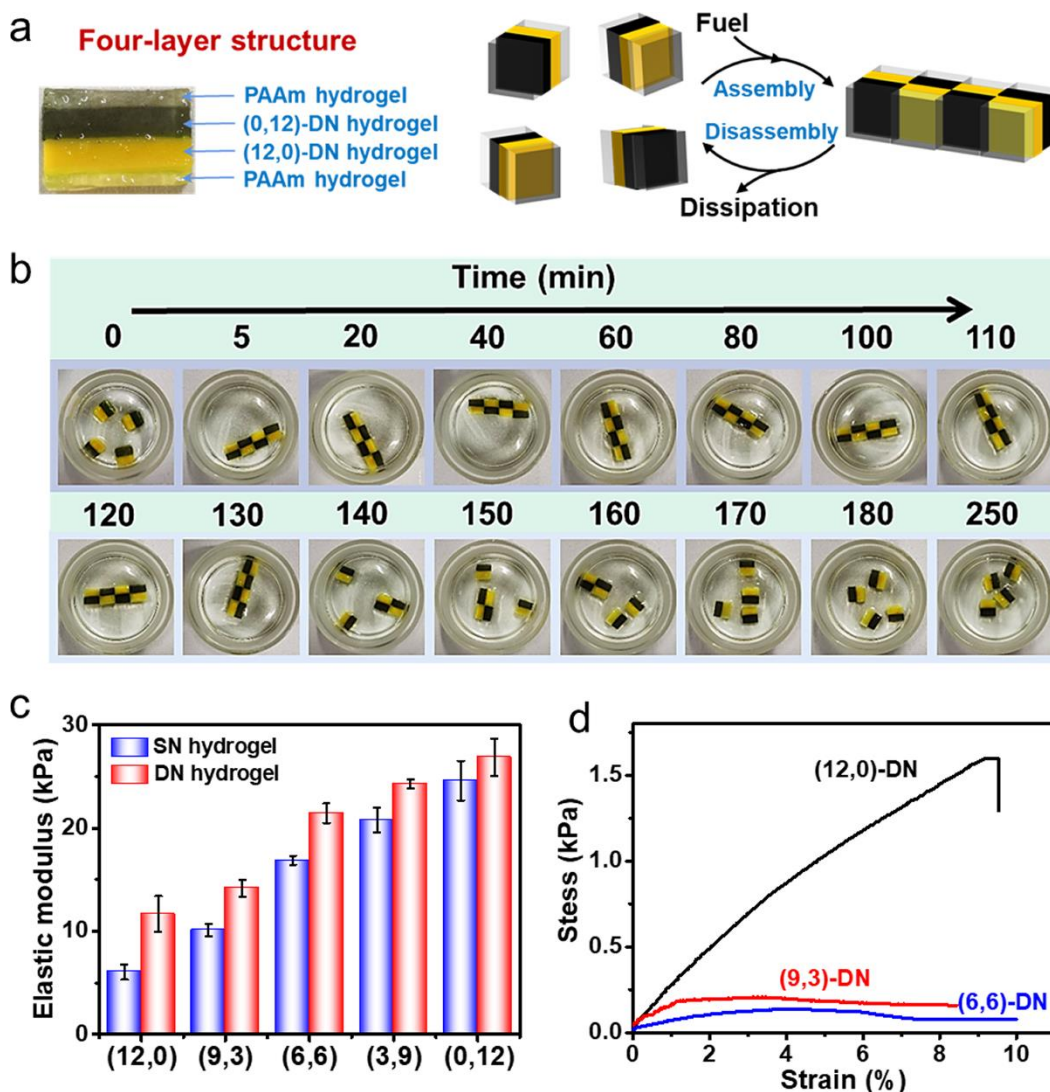 a
Four-layer structure
PAAm hydrogel
(0,12)-DN hydrogel
(12,0)-DN hydrogel
PAAm hydrogel
Fuel
Assembly
Disassembly
Dissipation
b
Time (min)
0 5 20 40 60 80 100 110
120 130 140 150 160 170 180 250
c
Elastic modulus (kPa)
30
20
10
0
SN hydrogel
DN hydrogel
(12,0) (9,3) (6,6) (3,9) (0,12)
d
Stess (kPa)
1.5
1.0
0.5
0.0
(12,0)-DN
(9,3)-DN
(6,6)-DN
0 2 4 6 8 10
Strain (%)